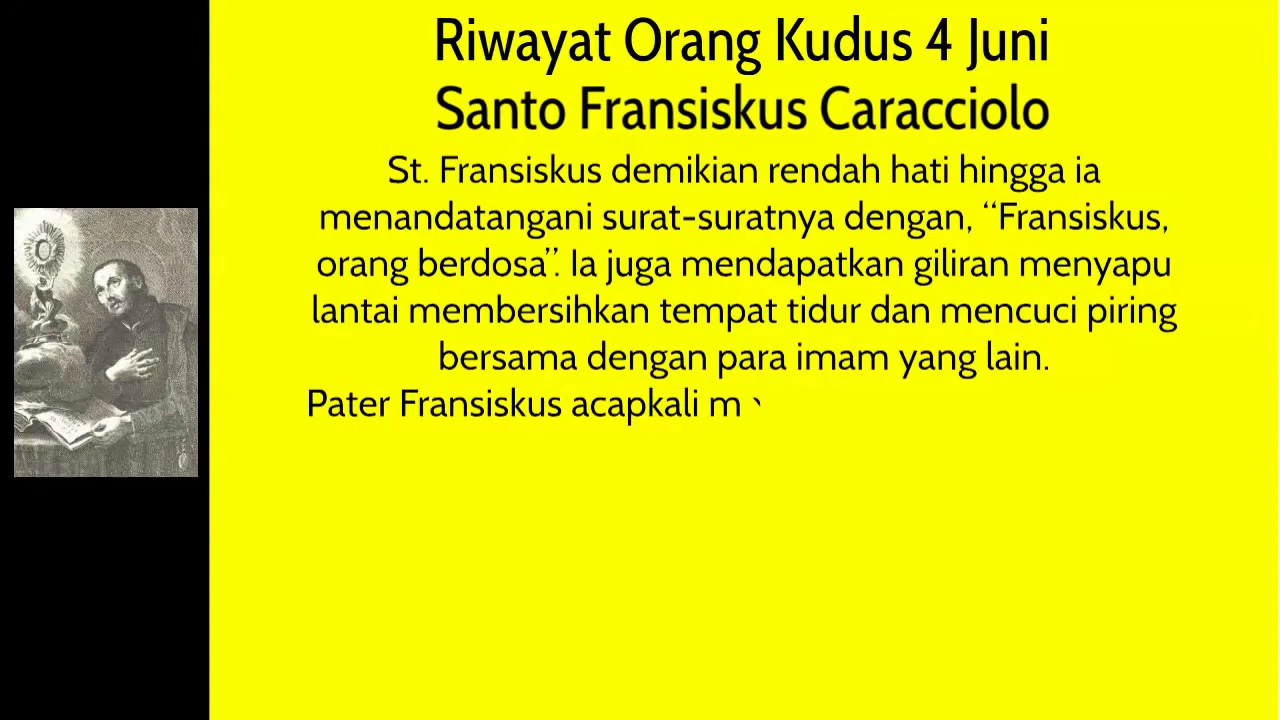 Riwayat Orang Kudus 4 Juni
Santo Fransiskus Caracciolo
St. Fransiskus demikian rendah hati hingga ia
menandatangani surat-suratnya dengan, “Fransiskus,
orang berdosa”. Ia juga mendapatkan giliran menyapu
lantai membersihkan tempat tidur dan mencuci piring
bersama dengan para imam yang lain.
Pater Fransiskus acapkali m